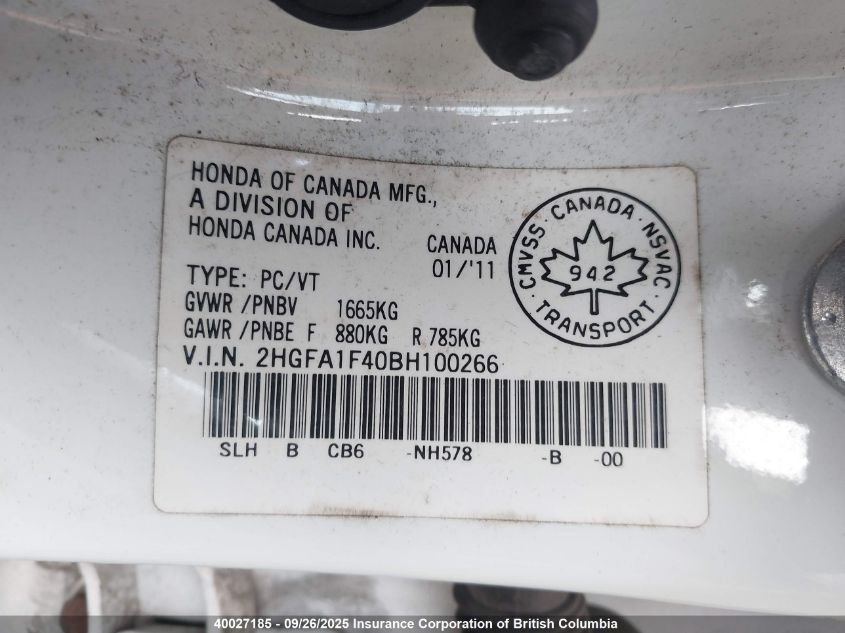 HONDA OF CANADA MFG.,
A DIVISION OF
HONDA CANADA INC.
CANADA
01/'11
TYPE: PC/VT
GVWR /PNBV 1665KG
GAWR /PNBE F 880KG R 785KG
V.I.N. 2HGFA1F40BH100266
SLH B CB6 -NH578 -B -00
CMVSS · CANADA · NSVAC
942
· TRANSPORT ·
40027185 - 09/26/2025 Insurance Corporation of British Columbia